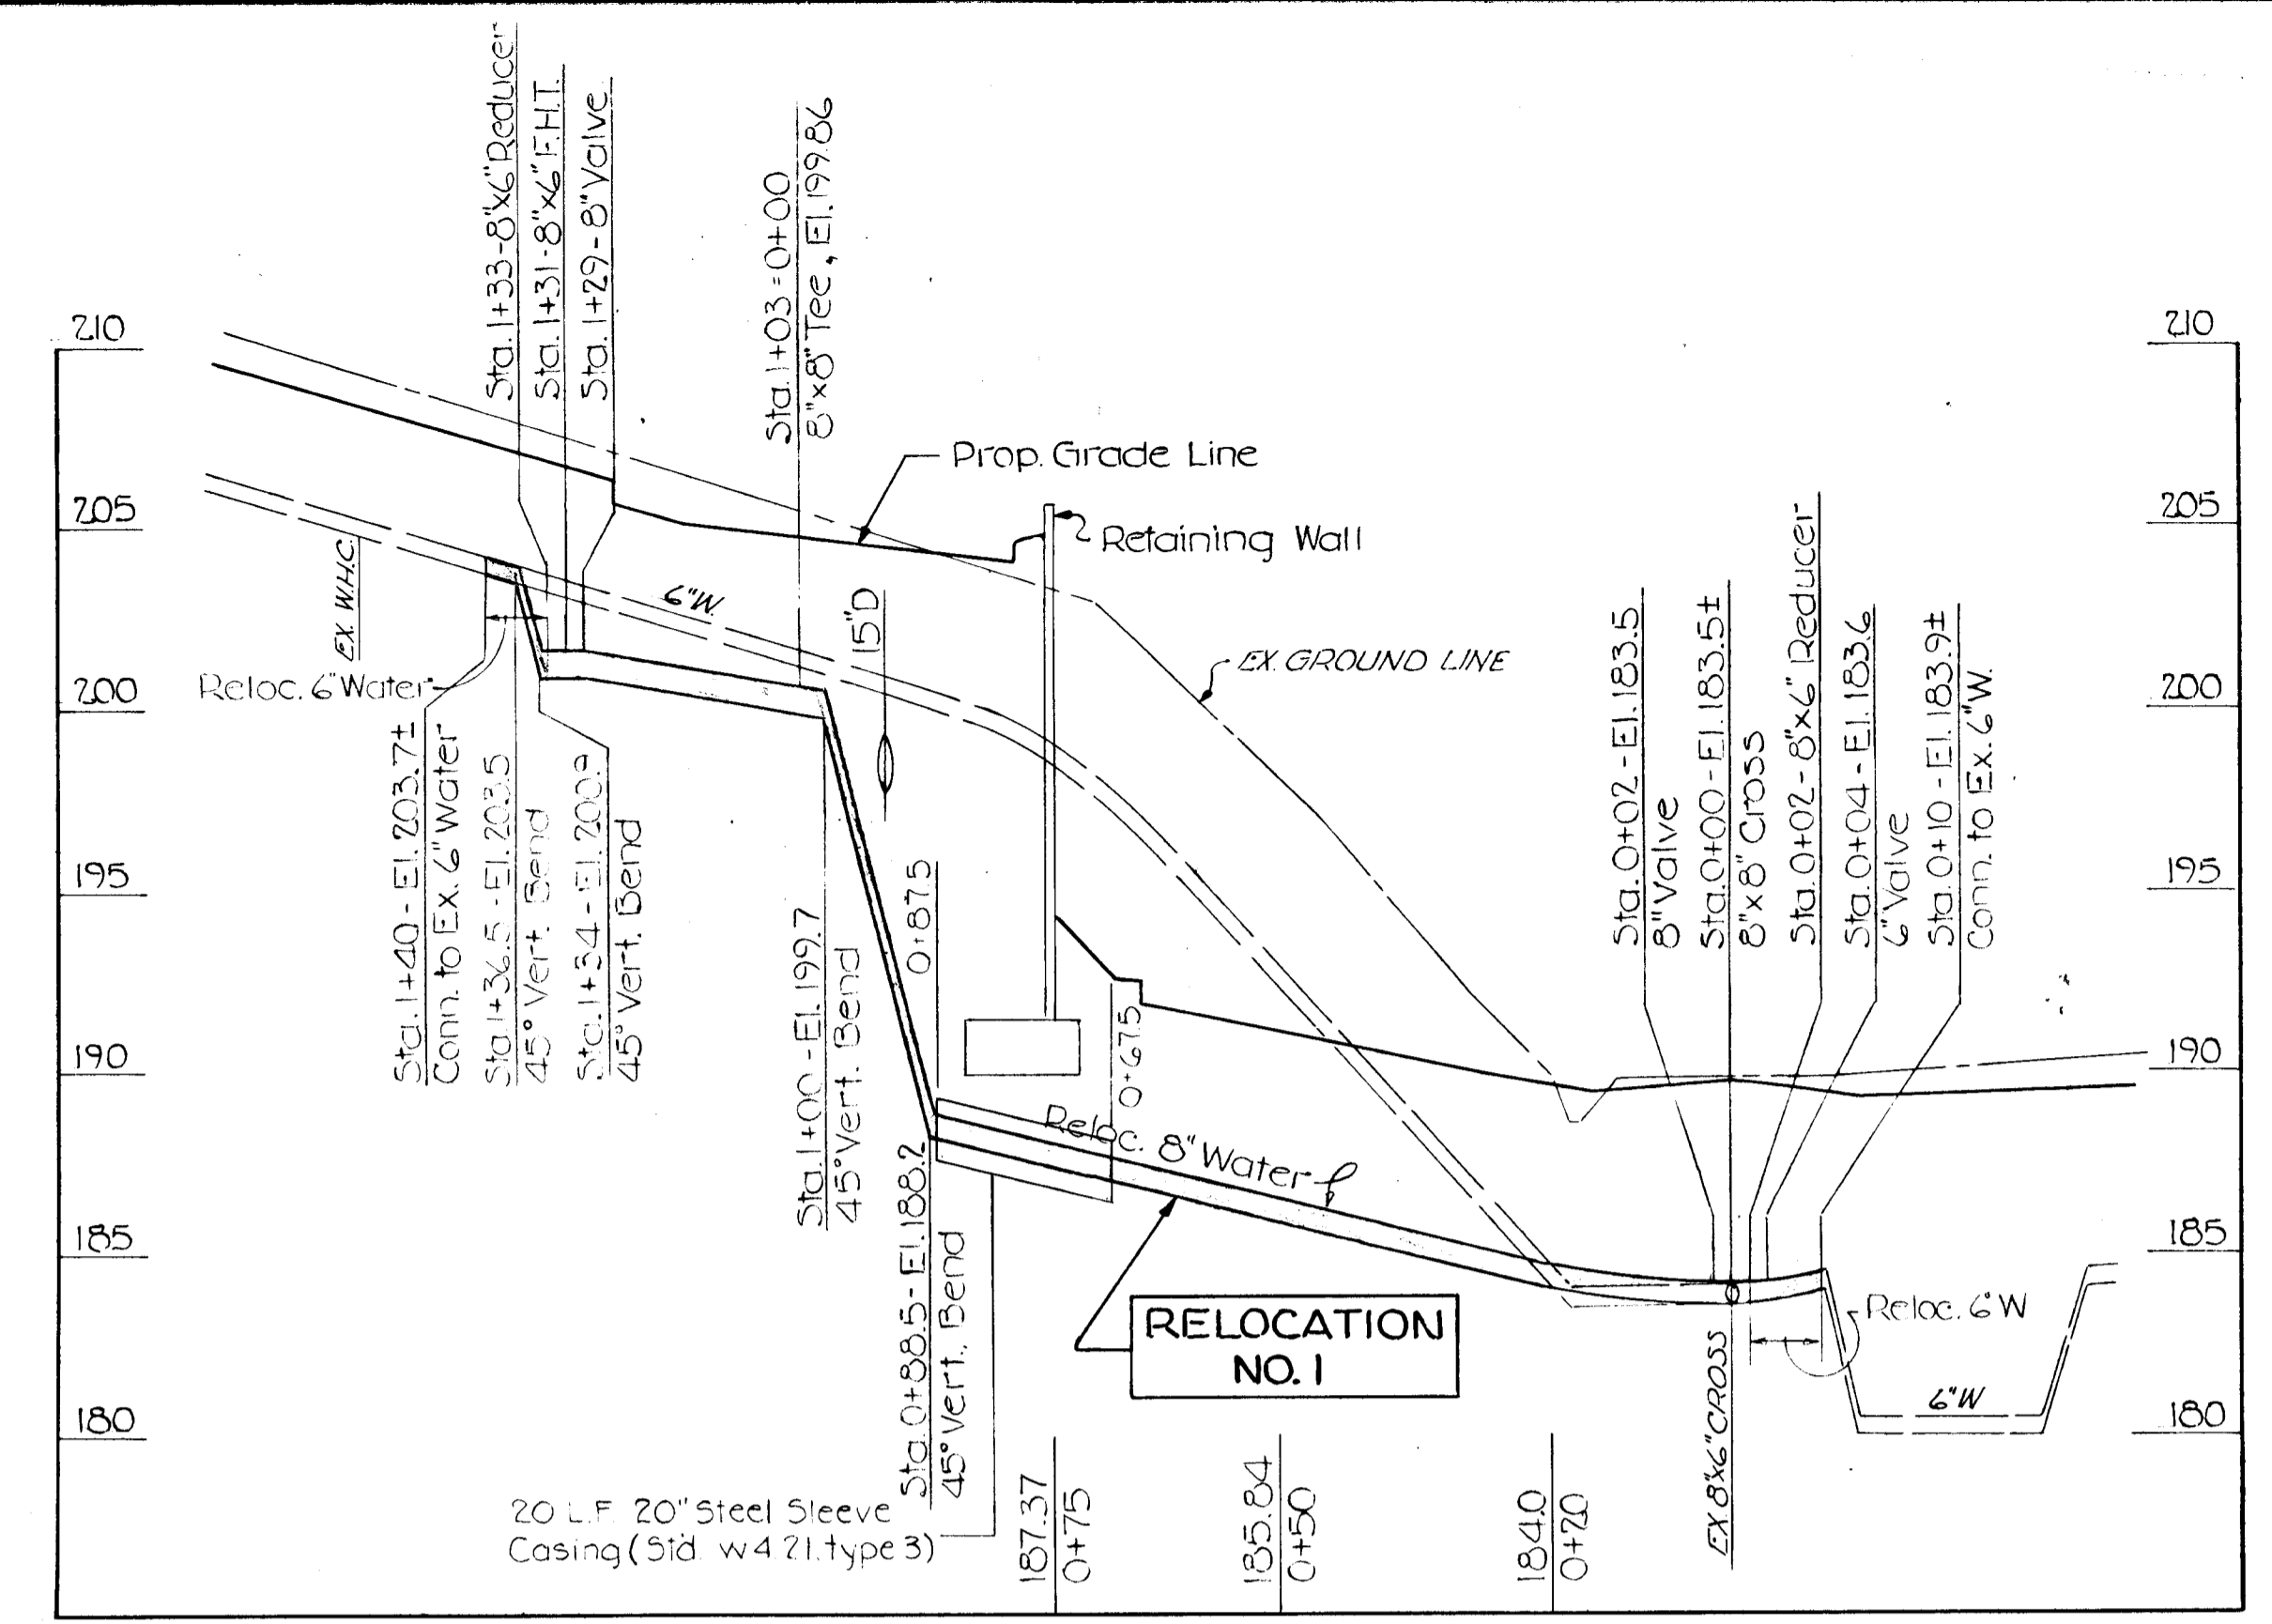 Sta.1+33-8"x6"Reducer
Sta.1+31-8"x6"F.H.T.
Sta.1+29-8"Valve
Sta.1+03=0+00
8"x8"Tee, El.199.86
210
210
Prop. Grade Line
205
205
Retaining Wall
EX. W.H.C.
6"W.
15"D
EX. GROUND LINE
Reloc. 6"Water
200
200
Sta.0+02-El.183.5
8"Valve
Sta.0+00-El.183.5±
8"x8" Cross
Sta.0+02-8"x6"Reducer
Sta.0+04-El.183.6
6"Valve
Sta.0+10-El.183.9±
Conn. to Ex.6"W.
Sta.1+40-El.203.7±
Conn. to Ex. 6"Water
Sta.1+36.5-El.203.5
45° Vert. Bend
Sta.1+34-El.200.9
45° Vert. Bend
195
195
0+87.5
Sta.1+00-El.199.7
45° Vert. Bend
0+67.5
190
190
Reloc. 8"Water
Sta.0+88.5-El.188.2
45° Vert. Bend
185
185
RELOCATION
NO. 1
Reloc. 6"W
EX. 8"x6"CROSS
6"W
180
180
20 L.F. 20"Steel Sleeve
Casing (Std. W4.21.type 3)
187.37
0+75
185.84
0+50
184.0
0+20